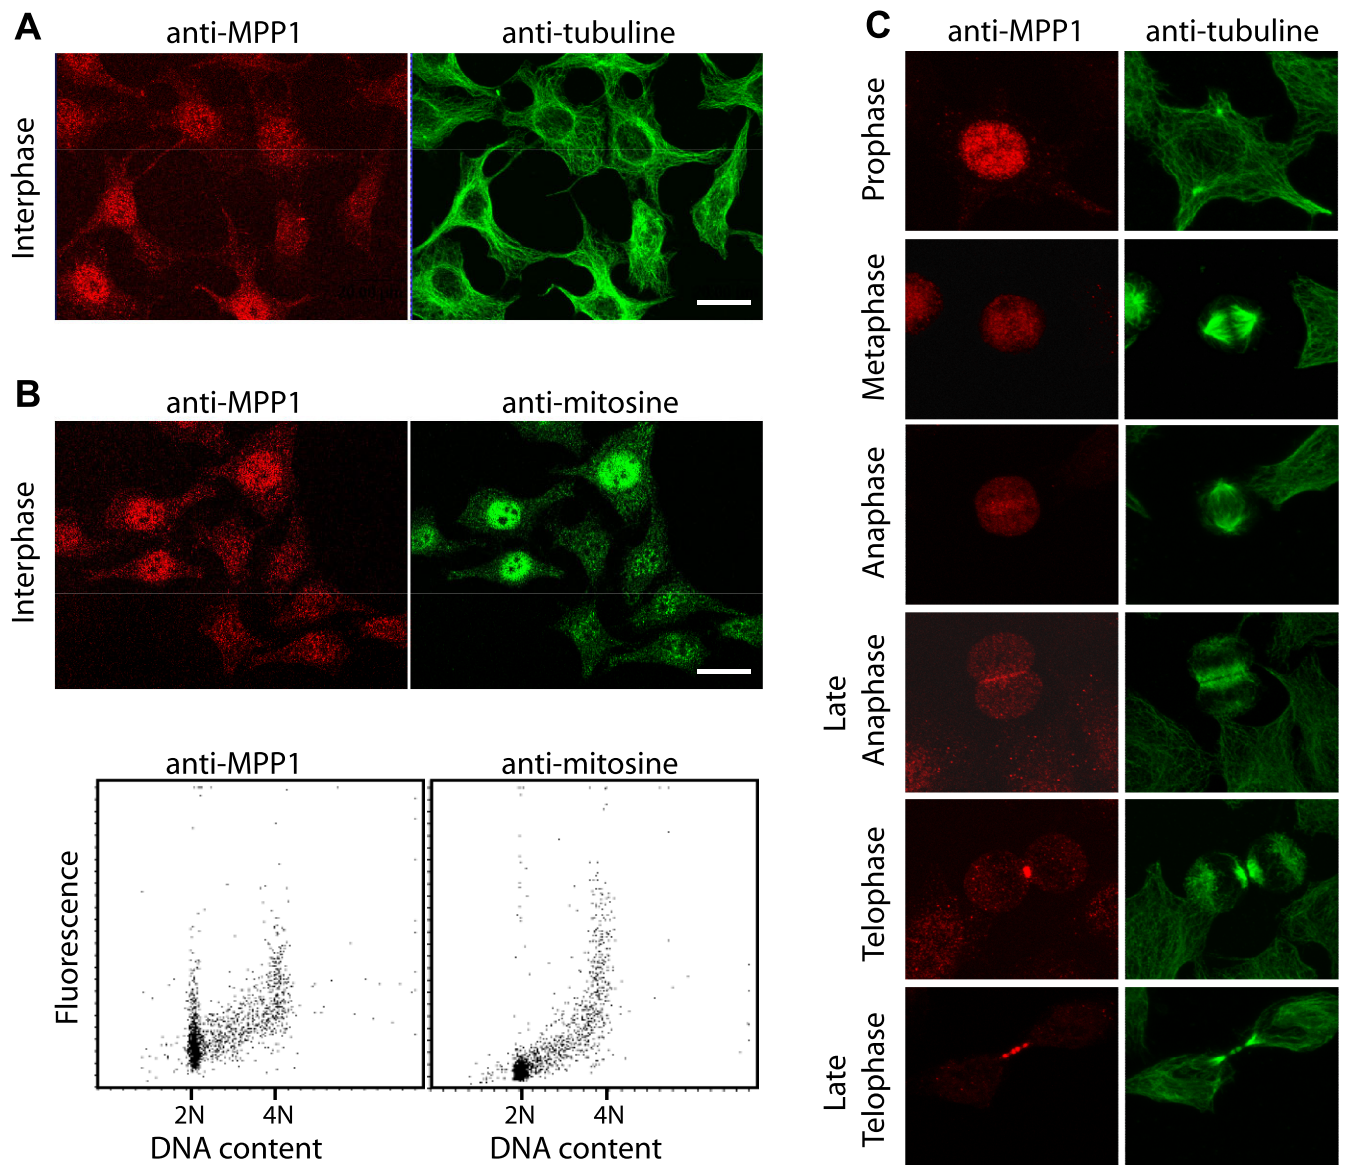 A
anti-MPP1
anti-tubuline
Interphase
B
anti-MPP1
anti-mitosine
Interphase
anti-MPP1
anti-mitosine
Fluorescence
2N
4N
2N
4N
DNA content
DNA content
C
anti-MPP1
anti-tubuline
Prophase
Metaphase
Anaphase
Late
Anaphase
Telophase
Late
Telophase